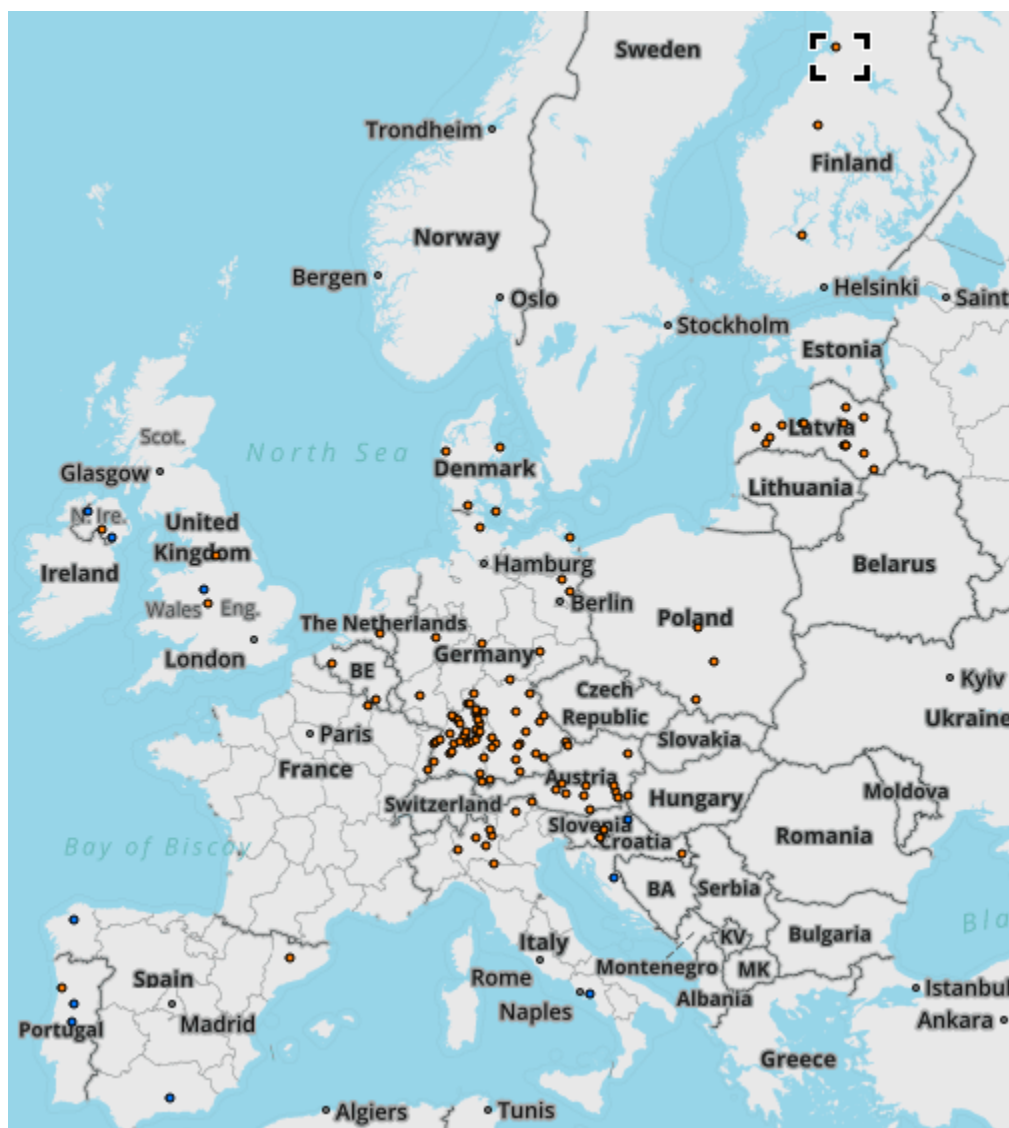 Sweden
Trondheim
Finland
Norway
Bergen
Helsinki
Oslo
Saint
Stockholm
Estonia
Scot.
North Sea
Latvia
Glasgow
Denmark
Lithuania
N. Ire.
United
Kingdom
Hamburg
Belarus
Ireland
Berlin
Wales
Eng.
The Netherlands
Poland
London
Germany
BE
Kyiv
Czech
Republic
Ukraine
Paris
Slovakia
France
Austria
Moldova
Hungary
Switzerland
Slovenia
Romania
Croatia
Bay of Biscay
BA
Serbia
Bla
KV
Bulgaria
Italy
Montenegro
MK
Spain
Rome
Istanbul
Albania
Naples
Madrid
Portugal
Ankara
Greece
Algiers
Tunis